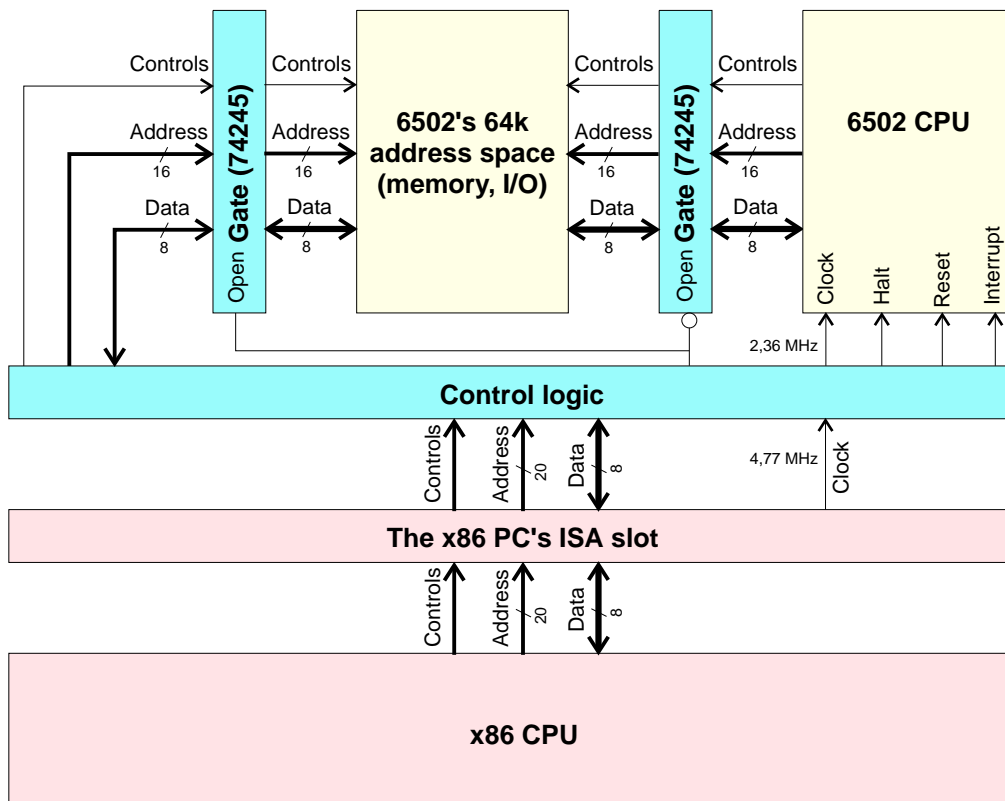 Controls
Address
16
Data
8
Open Gate (74245)
Controls
Address
16
Data
8
6502's 64k
address space
(memory, I/O)
Controls
Address
16
Data
8
Open Gate (74245)
Controls
Address
16
Data
8
6502 CPU
Clock
Halt
Reset
Interrupt
2,36 MHz
Control logic
Controls
Address
20
Data
8
4,77 MHz
Clock
The x86 PC's ISA slot
Controls
Address
20
Data
8
x86 CPU